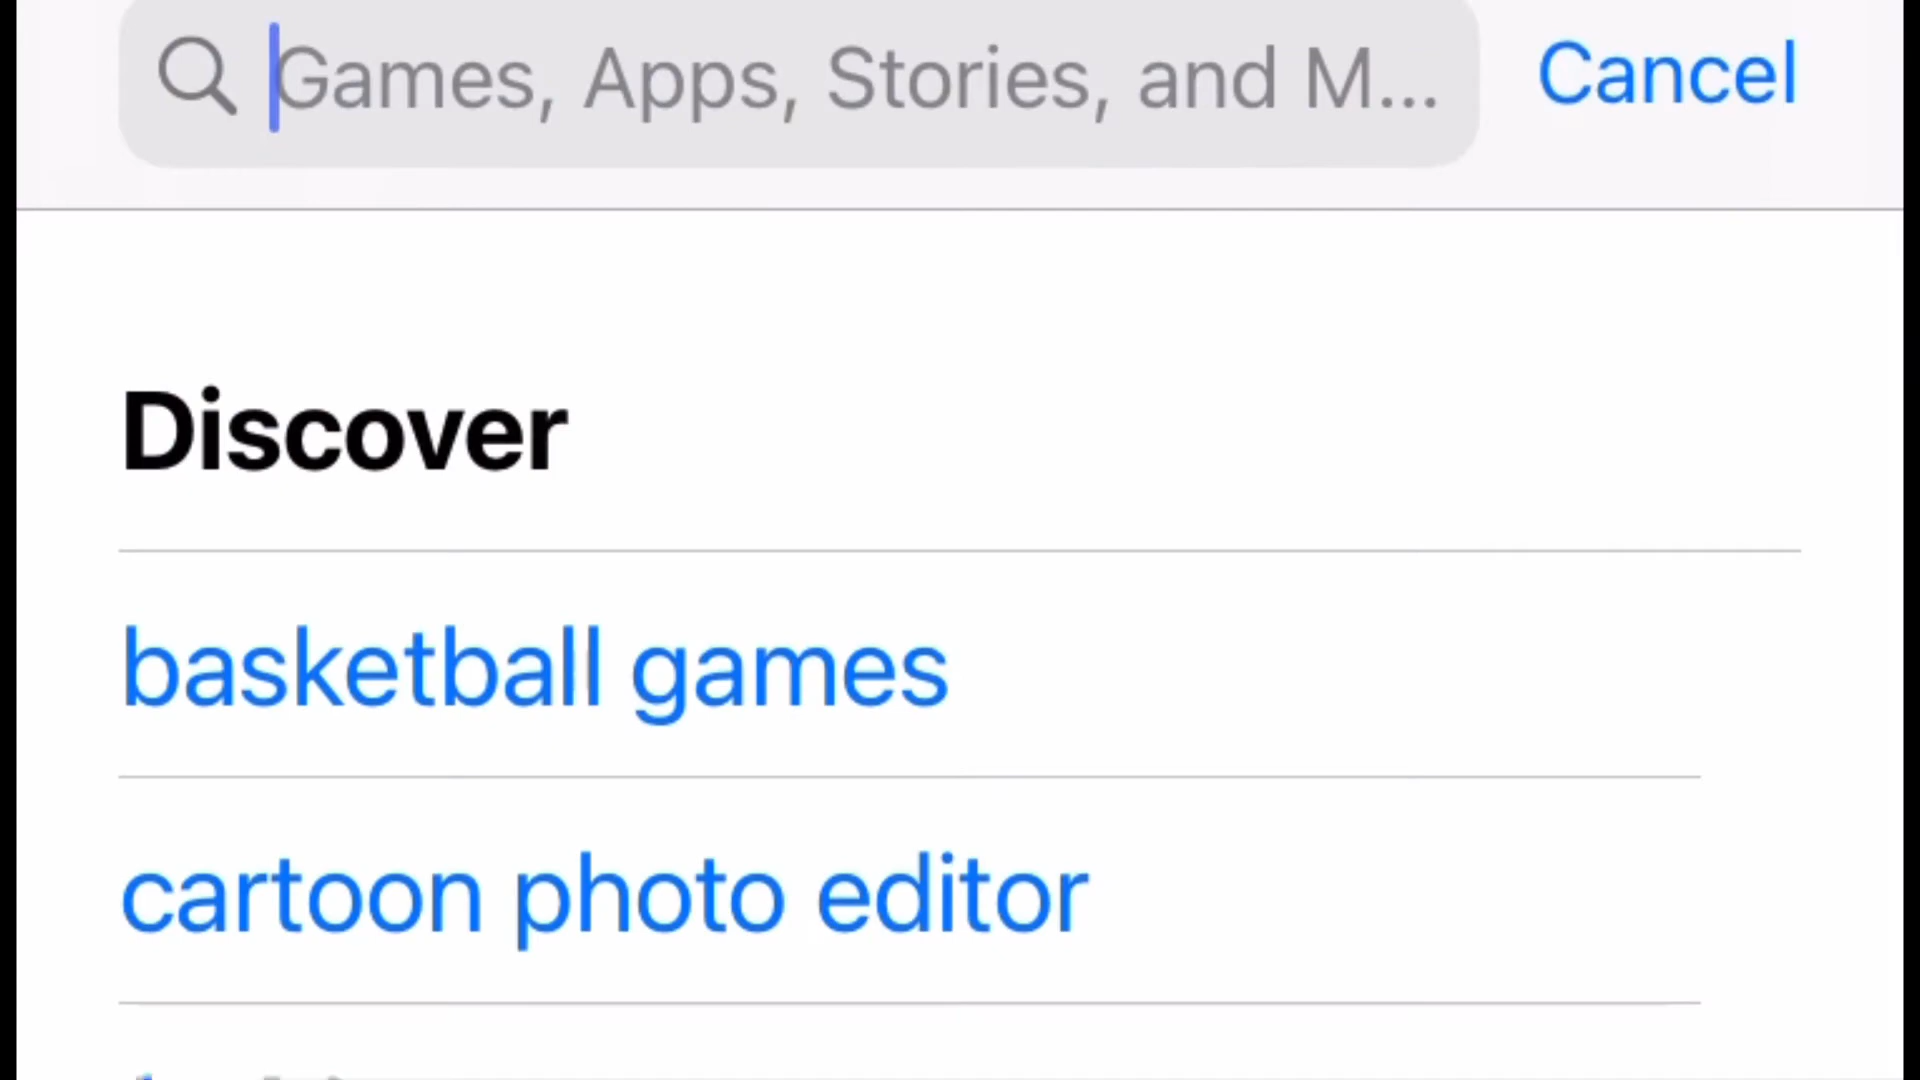 Games, Apps, Stories, and M... Cancel
Discover
basketball games
cartoon photo editor